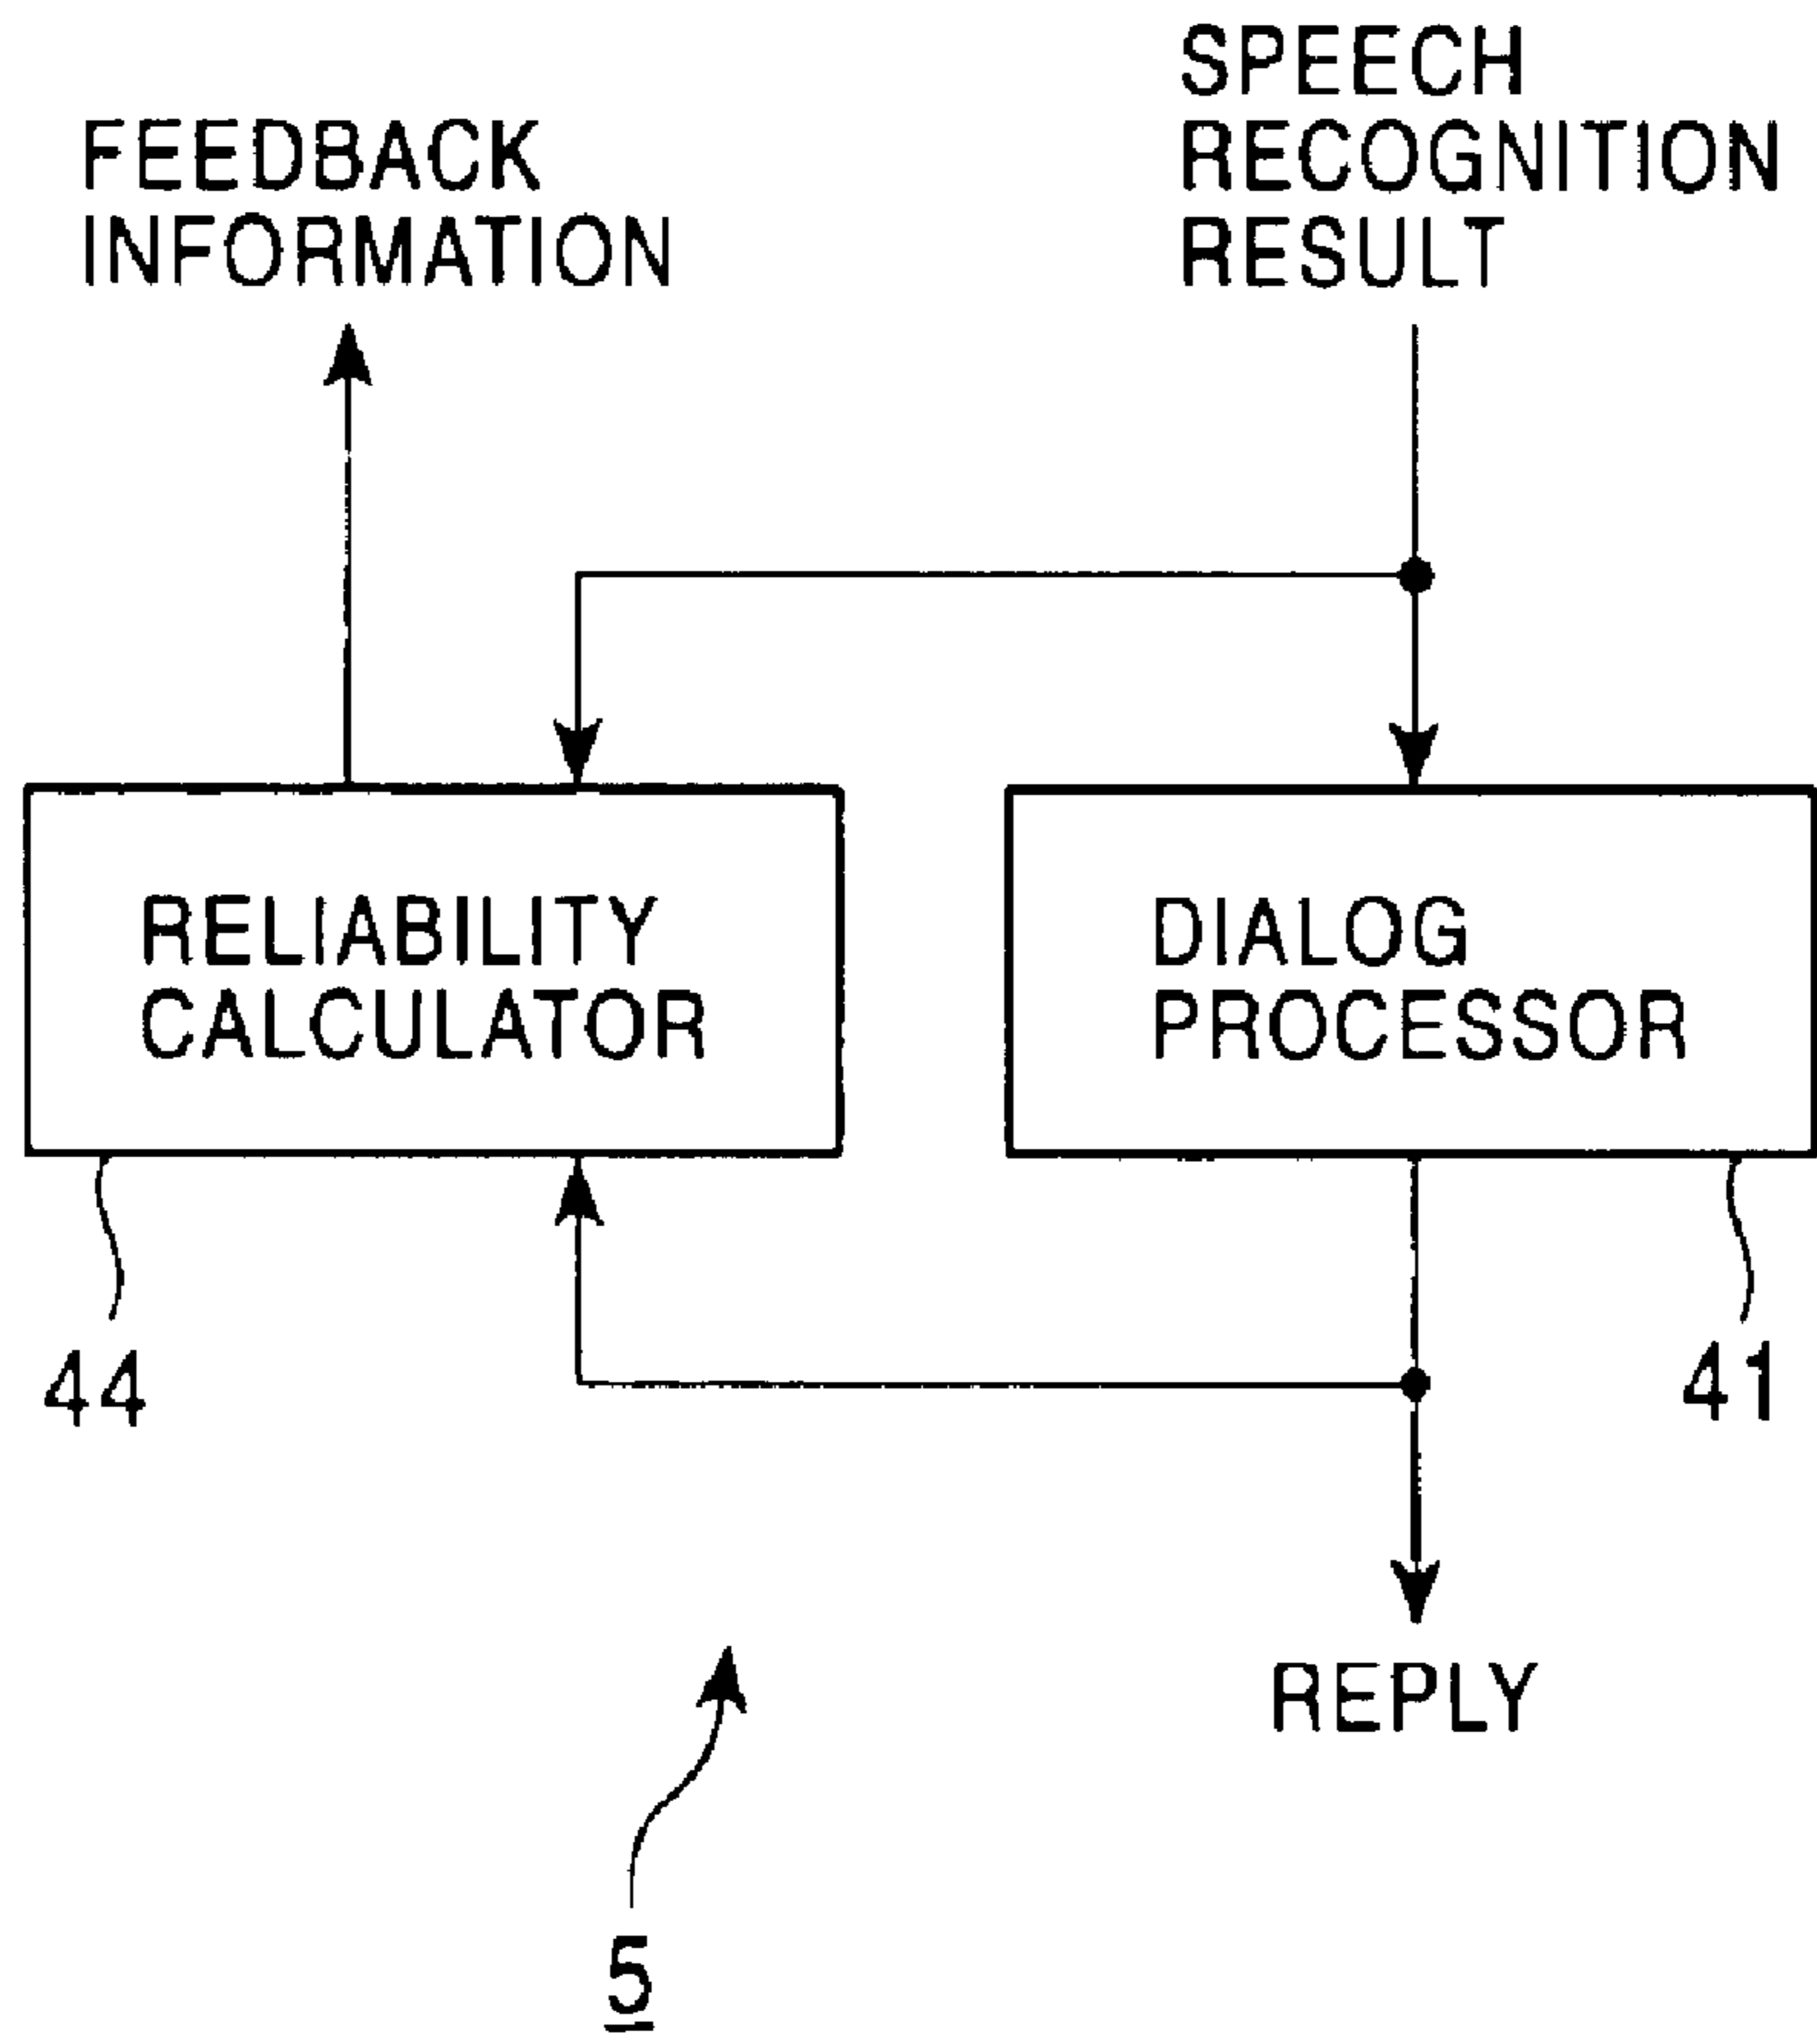 FEEDBACK
INFORMATION
SPEECH
RECOGNITION
RESULT
RELIABILITY
CALCULATOR
DIALOG
PROCESSOR
44
41
REPLY
5